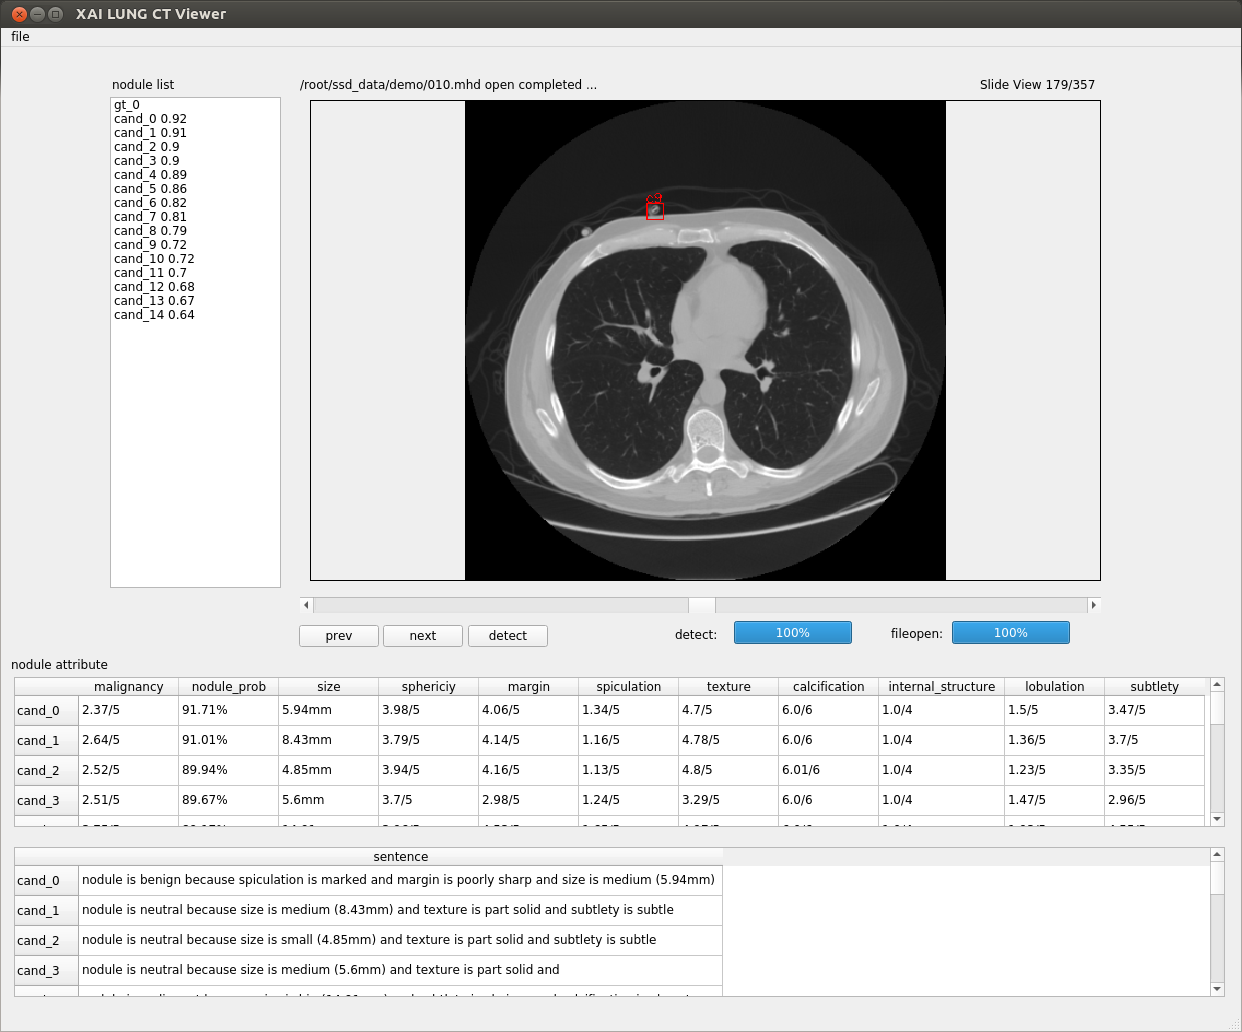 XAI LUNG CT Viewer
file
nodule list
/root/ssd_data/demo/010.mhd open completed ...
Slide View 179/357
gt_0
cand_0 0.92
cand_1 0.91
cand_2 0.9
cand_3 0.9
cand_4 0.89
cand_5 0.86
cand_6 0.82
cand_7 0.81
cand_8 0.79
cand_9 0.72
cand_10 0.72
cand_11 0.7
cand_12 0.68
cand_13 0.67
cand_14 0.64
prev next detect
detect: 100% fileopen: 100%
nodule attribute
malignancy nodule_prob size sphericiy margin spiculation texture calcification internal_structure lobulation subtlety
cand_0 2.37/5 91.71% 5.94mm 3.98/5 4.06/5 1.34/5 4.7/5 6.0/6 1.0/4 1.5/5 3.47/5
cand_1 2.64/5 91.01% 8.43mm 3.79/5 4.14/5 1.16/5 4.78/5 6.0/6 1.0/4 1.36/5 3.7/5
cand_2 2.52/5 89.94% 4.85mm 3.94/5 4.16/5 1.13/5 4.8/5 6.01/6 1.0/4 1.23/5 3.35/5
cand_3 2.51/5 89.67% 5.6mm 3.7/5 2.98/5 1.24/5 3.29/5 6.0/6 1.0/4 1.47/5 2.96/5
sentence
cand_0 nodule is benign because spiculation is marked and margin is poorly sharp and size is medium (5.94mm)
cand_1 nodule is neutral because size is medium (8.43mm) and texture is part solid and subtlety is subtle
cand_2 nodule is neutral because size is small (4.85mm) and texture is part solid and subtlety is subtle
cand_3 nodule is neutral because size is medium (5.6mm) and texture is part solid and